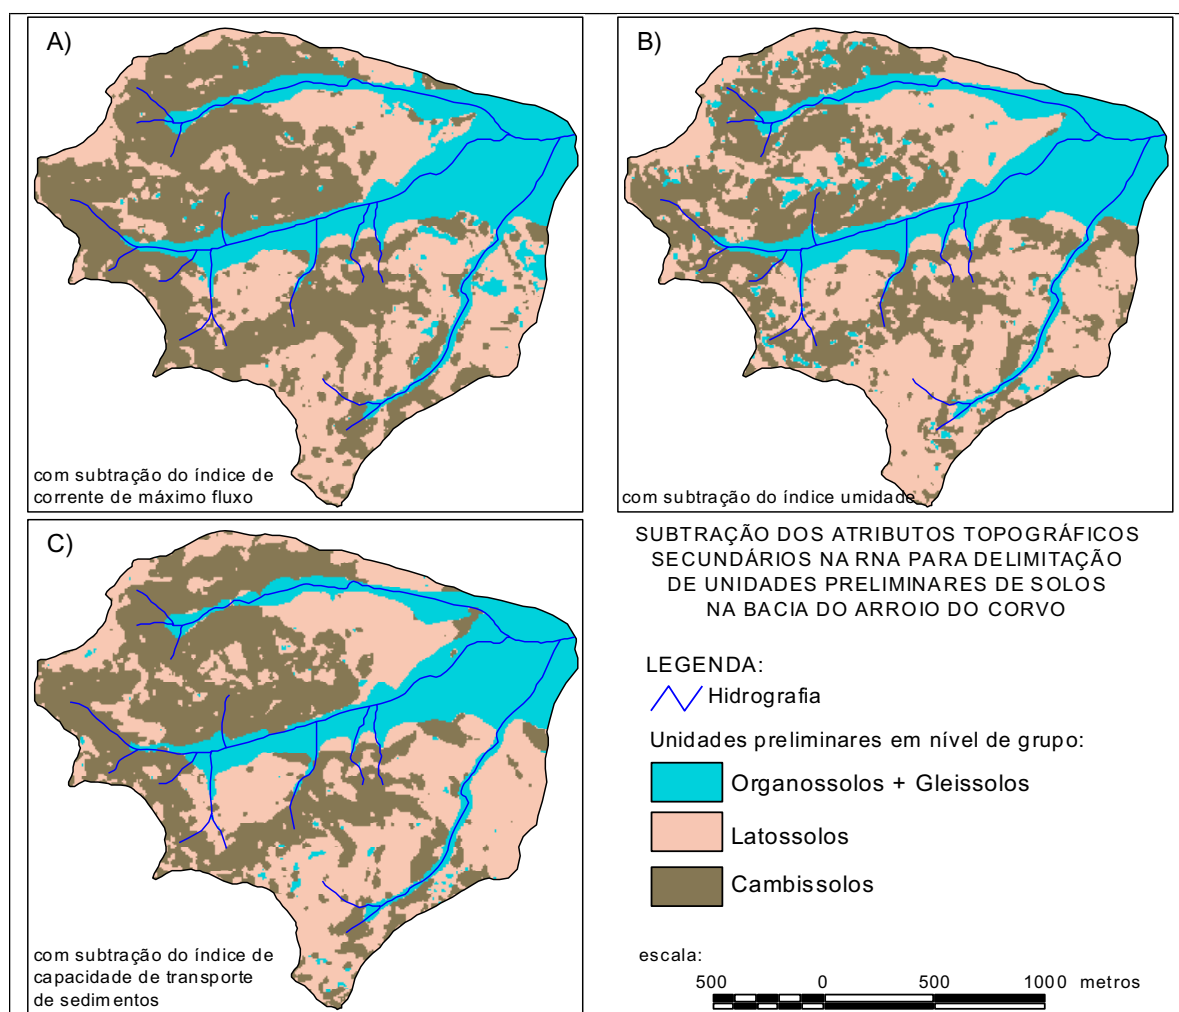 A)
com subtração do índice de
corrente de máximo fluxo
B)
com subtração do índice umidade
C)
com subtração do índice de
capacidade de transporte
de sedimentos
SUBTRAÇÃO DOS ATRIBUTOS TOPOGRÁFICOS
SECUNDÁRIOS NA RNA PARA DELIMITAÇÃO
DE UNIDADES PRELIMINARES DE SOLOS
NA BACIA DO ARROIO DO CORVO
LEGENDA:
Hidrografia
Unidades preliminares em nível de grupo:
Organossolos + Gleissolos
Latossolos
Cambissolos
escala:
500 0 500 1000 metros